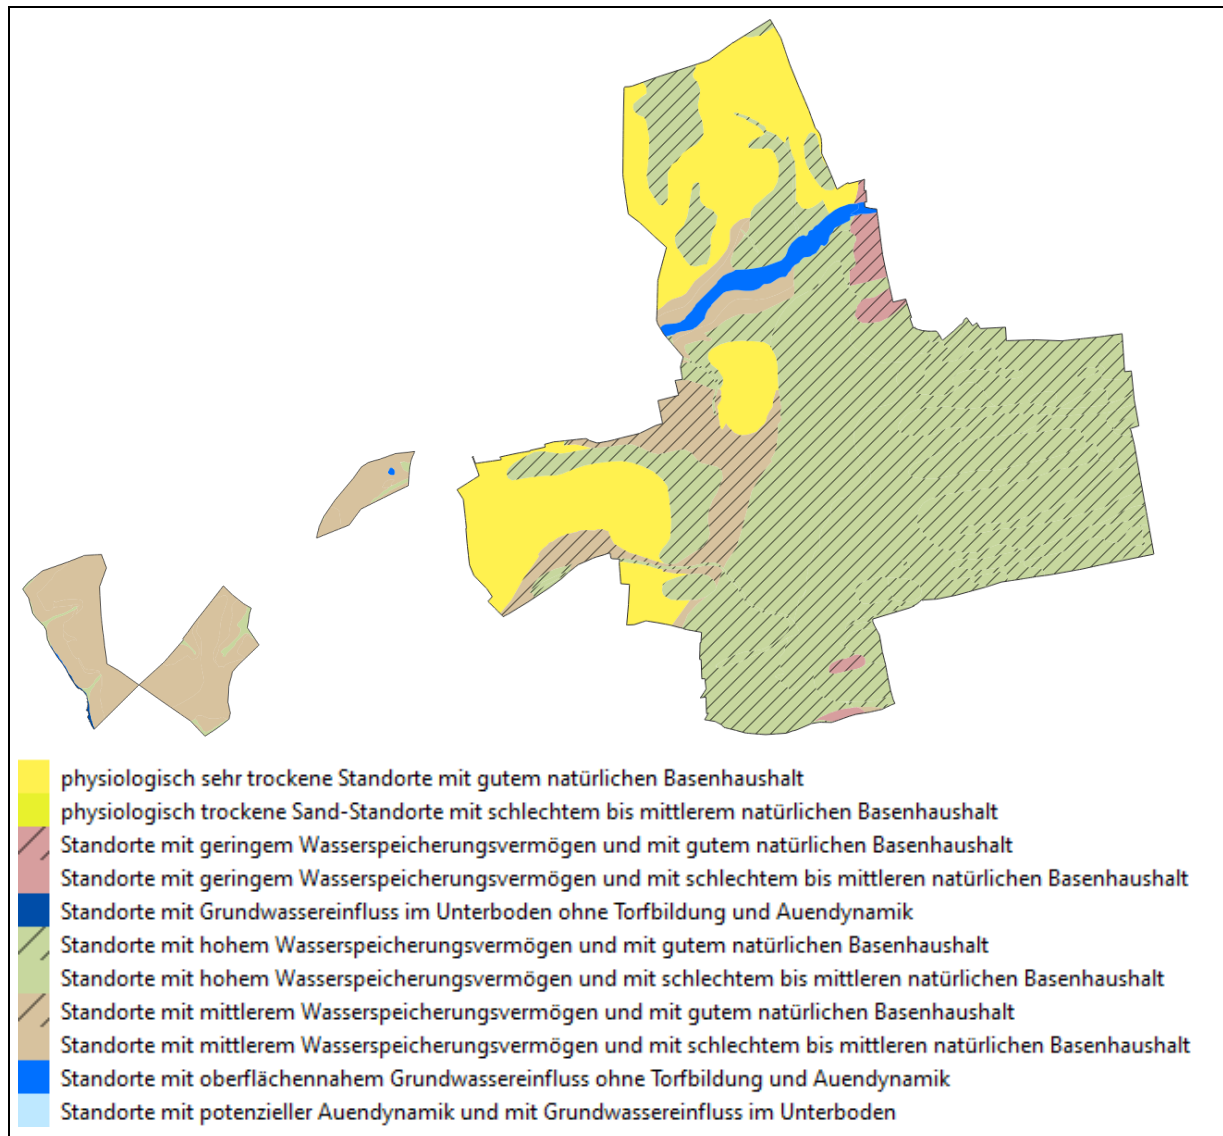 physiologisch sehr trockene Standorte mit gutem natürlichen Basenhaushalt
physiologisch trockene Sand-Standorte mit schlechtem bis mittlerem natürlichen Basenhaushalt
Standorte mit geringem Wasserspeicherungsvermögen und mit gutem natürlichen Basenhaushalt
Standorte mit geringem Wasserspeicherungsvermögen und mit schlechtem bis mittleren natürlichen Basenhaushalt
Standorte mit Grundwassereinfluss im Unterboden ohne Torfbildung und Auendynamik
Standorte mit hohem Wasserspeicherungsvermögen und mit gutem natürlichen Basenhaushalt
Standorte mit hohem Wasserspeicherungsvermögen und mit schlechtem bis mittleren natürlichen Basenhaushalt
Standorte mit mittlerem Wasserspeicherungsvermögen und mit gutem natürlichen Basenhaushalt
Standorte mit mittlerem Wasserspeicherungsvermögen und mit schlechtem bis mittleren natürlichen Basenhaushalt
Standorte mit oberflächennahem Grundwassereinfluss ohne Torfbildung und Auendynamik
Standorte mit potenzieller Auendynamik und mit Grundwassereinfluss im Unterboden